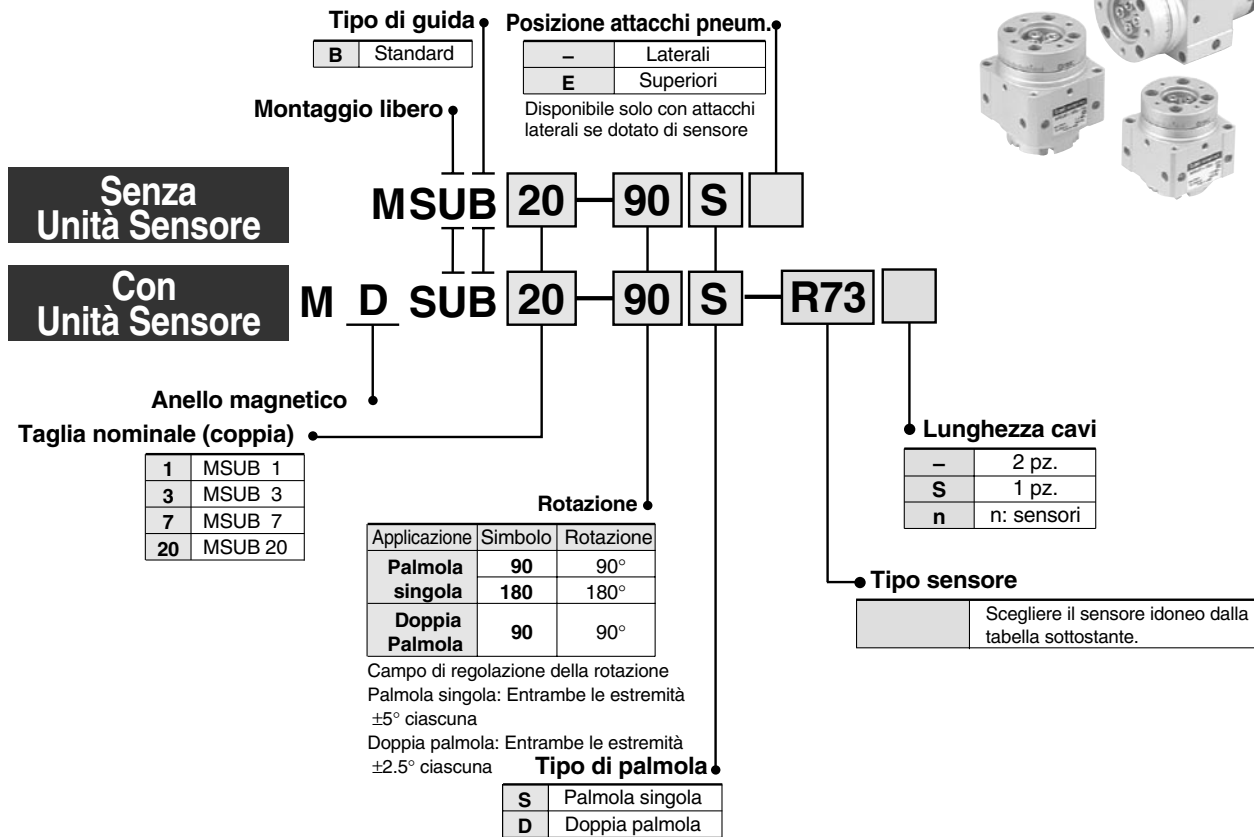 Tipo di guida
B Standard
Posizione attacchi pneum.
– Laterali
E Superiori
Disponibile solo con attacchi
laterali se dotato di sensore
Montaggio libero
Senza
Unità Sensore
MSUB 20 — 90 S
Con
Unità Sensore
M D SUB 20 — 90 S — R73
Anello magnetico
Taglia nominale (coppia)
1 MSUB 1
3 MSUB 3
7 MSUB 7
20 MSUB 20
Rotazione
Applicazione Simbolo Rotazione
Palmola
singola
90 90°
180 180°
Doppia
Palmola
90 90°
Campo di regolazione della rotazione
Palmola singola: Entrambe le estremità
±5° ciascuna
Doppia palmola: Entrambe le estremità
±2.5° ciascuna
Tipo di palmola
S Palmola singola
D Doppia palmola
Lunghezza cavi
– 2 pz.
S 1 pz.
n n: sensori
Tipo sensore
Scegliere il sensore idoneo dalla
tabella sottostante.